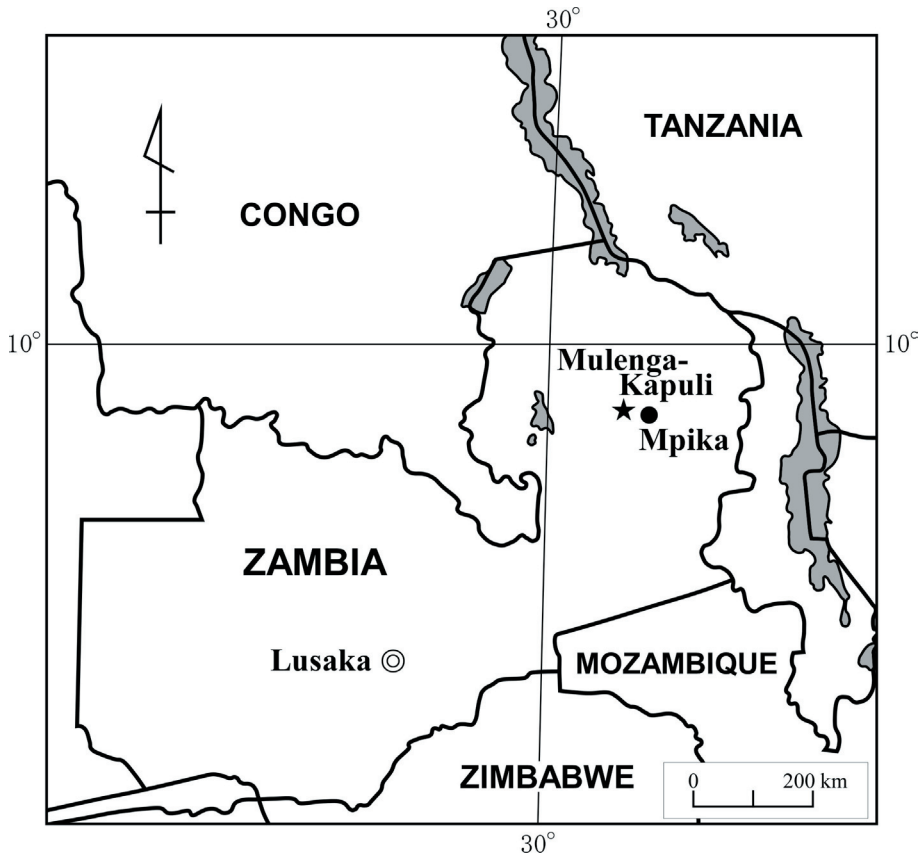 30°
TANZANIA
CONGO
10°
10°
Mulenga-
Kapuli
Mpika
ZAMBIA
Lusaka
MOZAMBIQUE
ZIMBABWE
0 200 km
30°